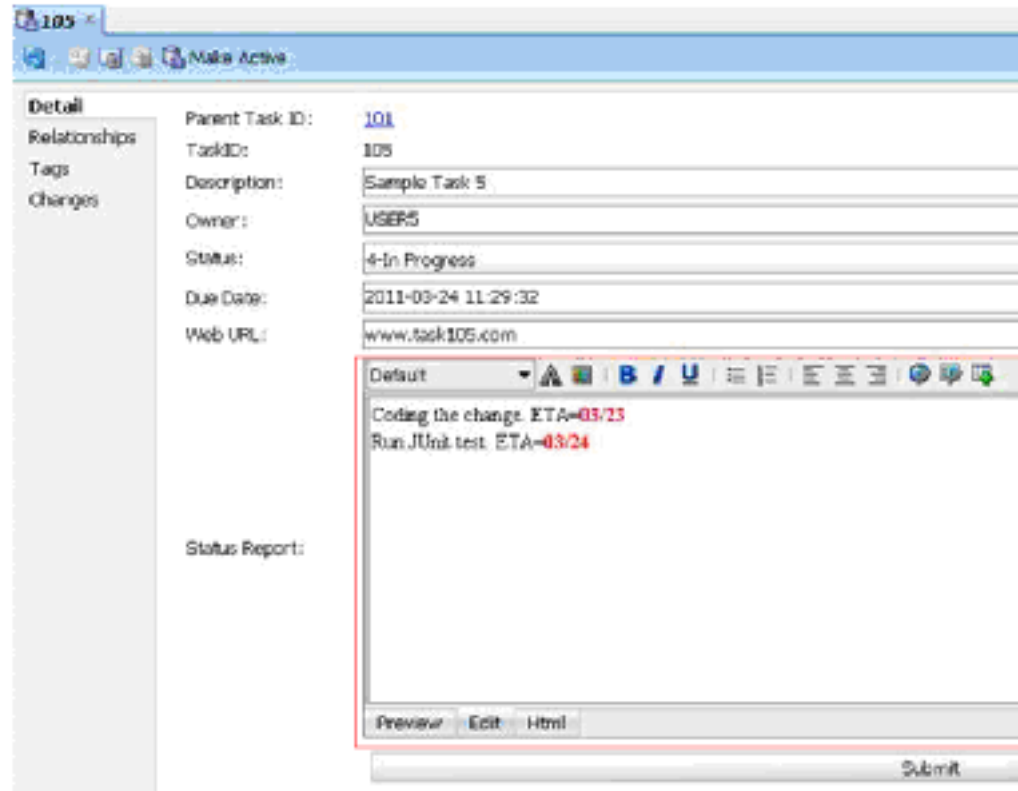 105
Make Active
Detail
Relationships
Tags
Changes
Parent Task ID: 101
TaskID: 105
Description: Sample Task 5
Owner: USER5
Status: 4-In Progress
Due Date: 2011-03-24 11:29:32
Web URL: www.task105.com
Default B I U
Coding the change. ETA=03/23
Run JUnit test. ETA=03/24
Status Report:
Preview Edit Html
Submit